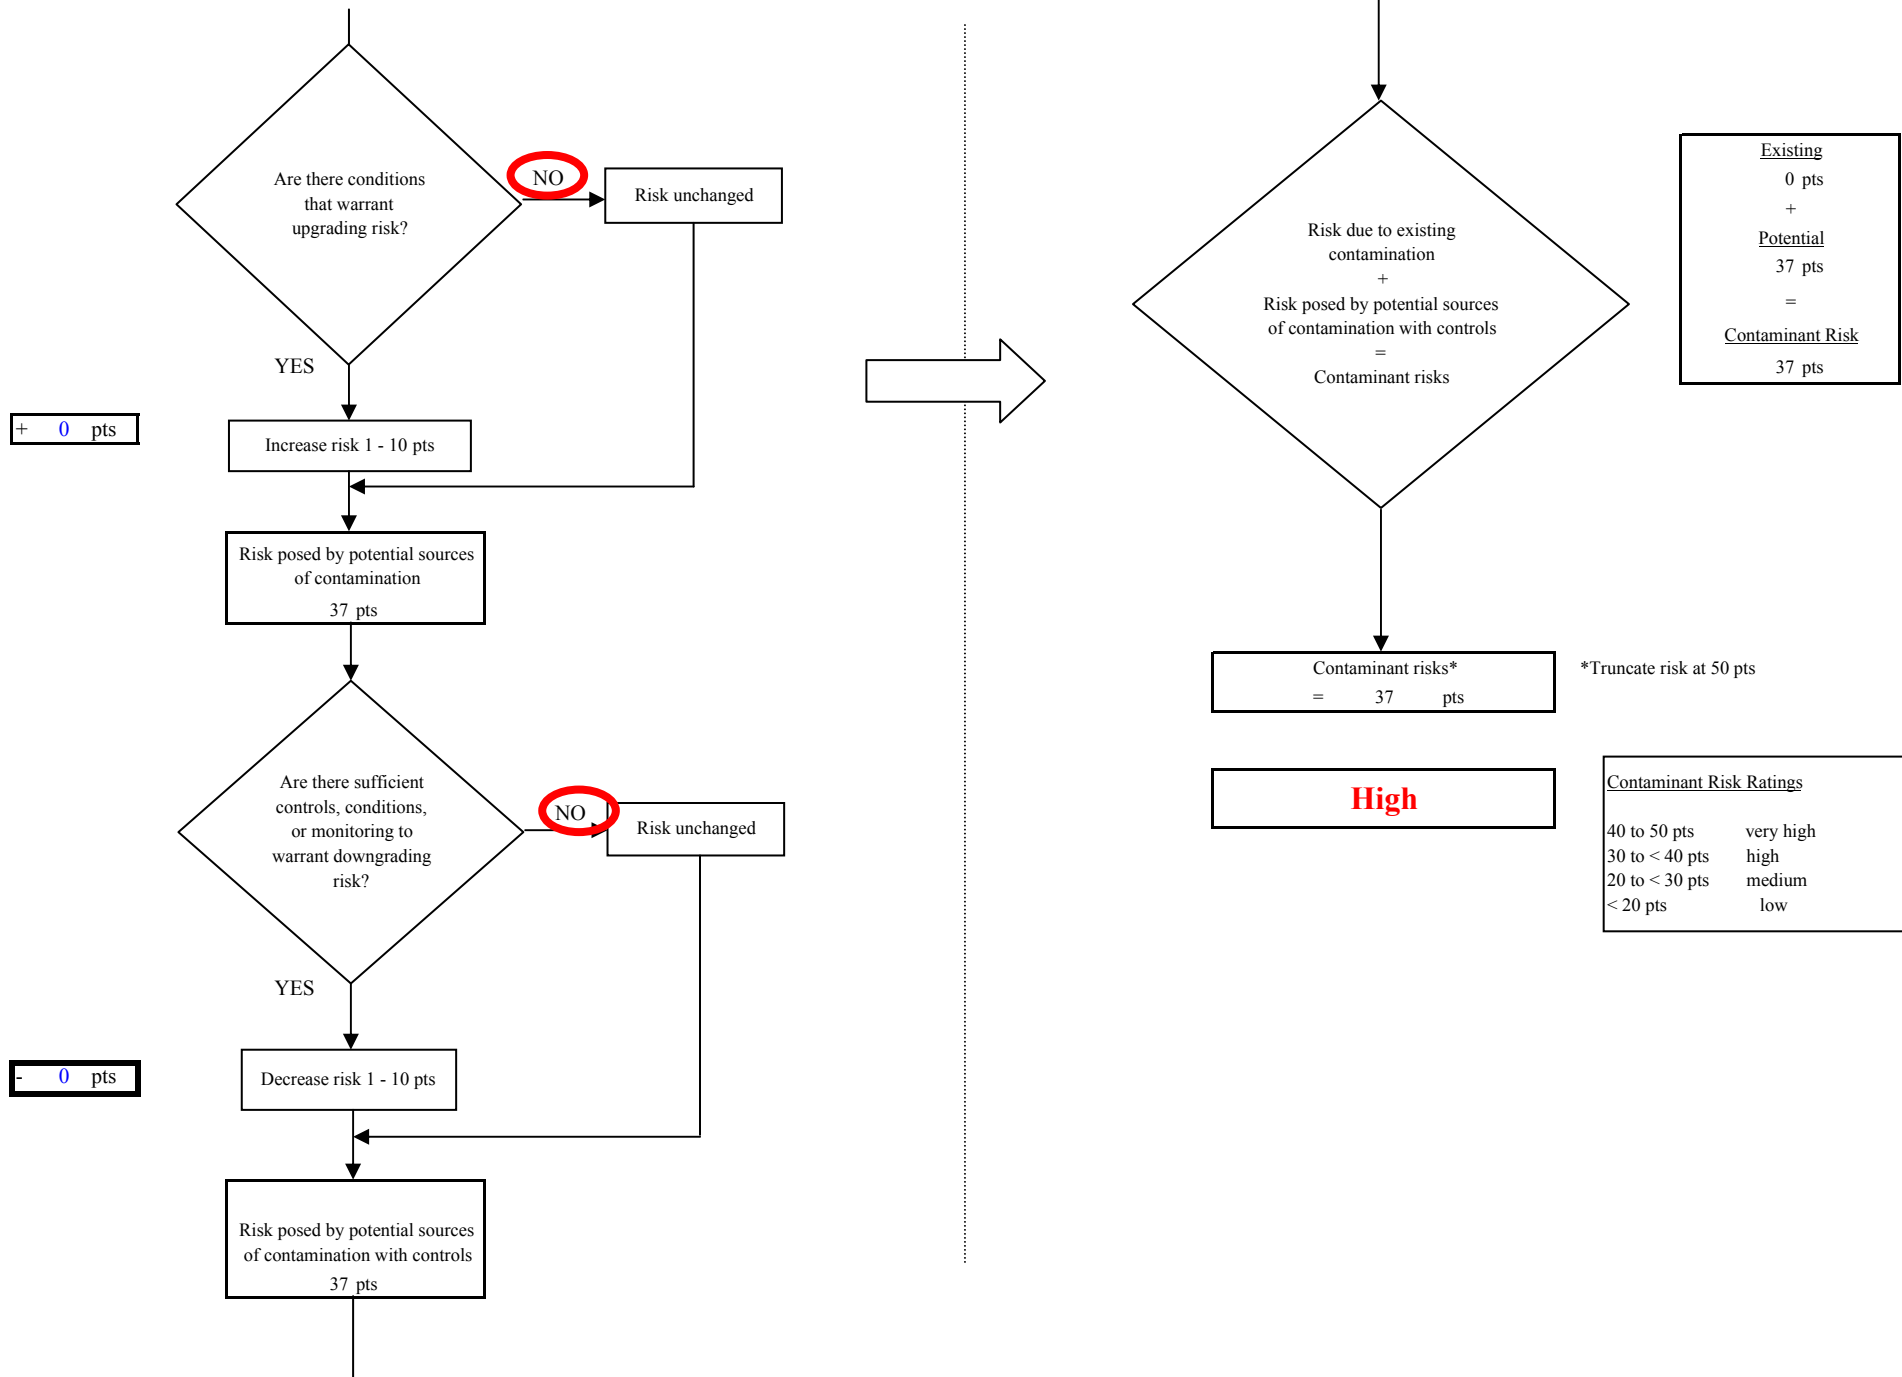 Are there conditions
that warrant
upgrading risk?
NO
Risk unchanged
YES
+ 0 pts
Increase risk 1 - 10 pts
Risk posed by potential sources
of contamination
37 pts
Are there sufficient
controls, conditions,
or monitoring to
warrant downgrading
risk?
NO
Risk unchanged
YES
- 0 pts
Decrease risk 1 - 10 pts
Risk posed by potential sources
of contamination with controls
37 pts
Risk due to existing
contamination
+
Risk posed by potential sources
of contamination with controls
=
Contaminant risks
Existing
0 pts
+
Potential
37 pts
=
Contaminant Risk
37 pts
Contaminant risks*
= 37 pts
*Truncate risk at 50 pts
High
Contaminant Risk Ratings
40 to 50 pts very high
30 to < 40 pts high
20 to < 30 pts medium
< 20 pts low